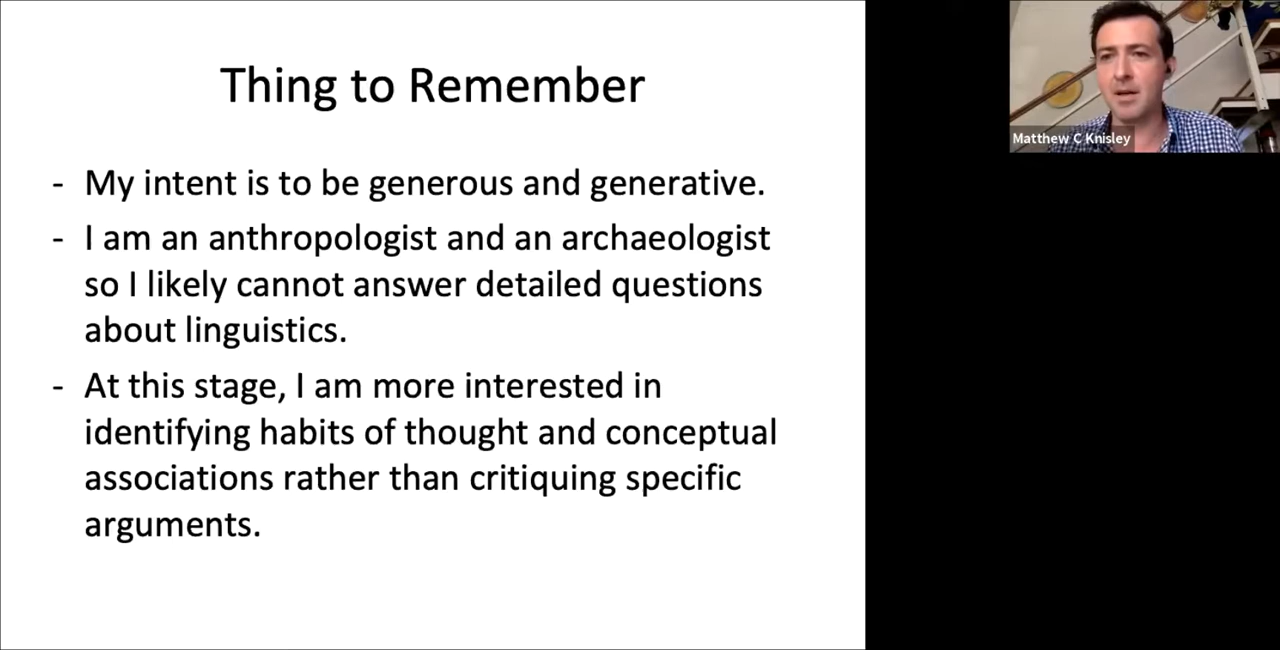 Thing to Remember
- My intent is to be generous and generative.
- I am an anthropologist and an archaeologist
so I likely cannot answer detailed questions
about linguistics.
- At this stage, I am more interested in
identifying habits of thought and conceptual
associations rather than critiquing specific
arguments.
Matthew C Knisley